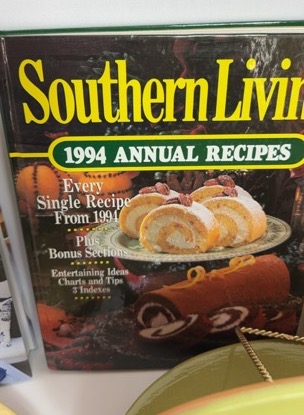 Southern Livin
1994 ANNUAL RECIPES
Every
Single Recipe
From 1994
Plus
Bonus Sections
Entertaining Ideas
Charts and Tips
3 Indexes